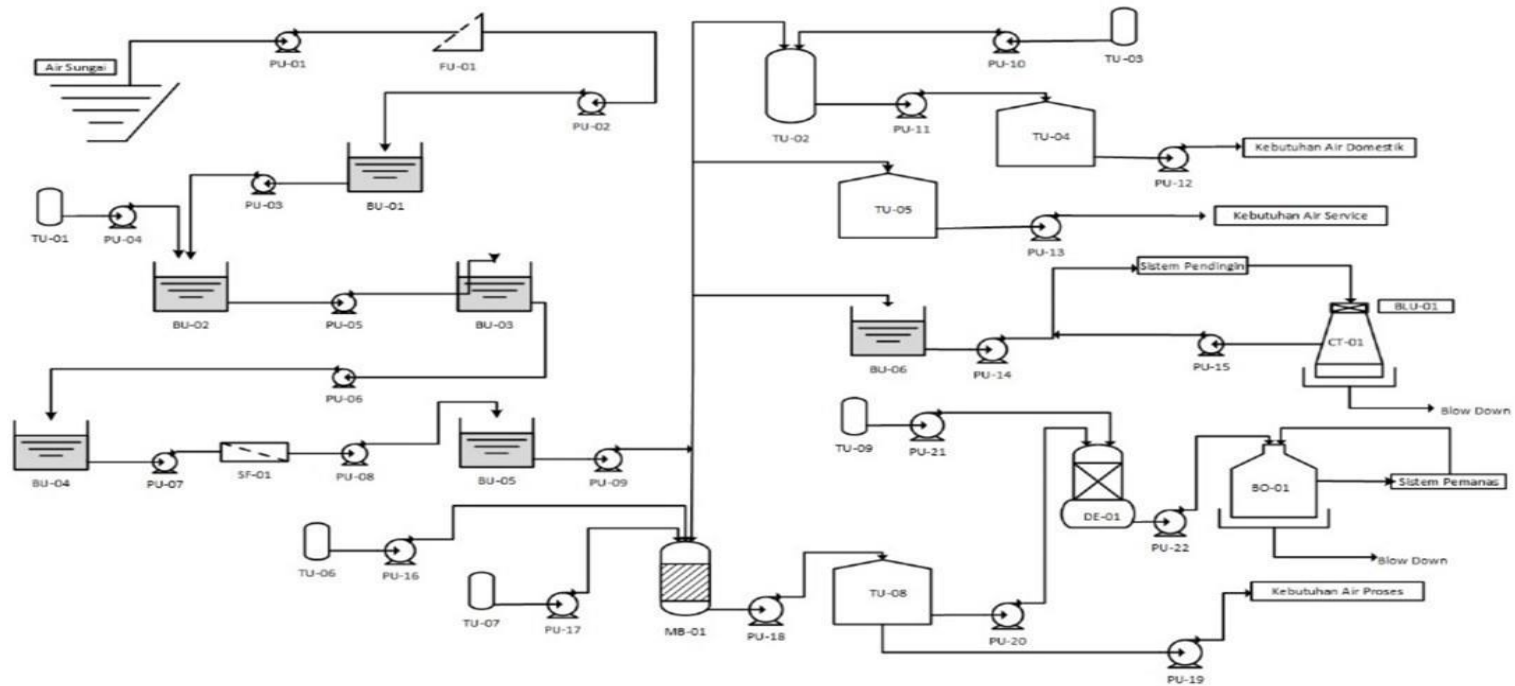 Air Sungai
PU-01
FU-01
PU-02
BU-01
PU-03
TU-01
PU-04
BU-02
PU-05
BU-03
PU-06
BU-04
PU-07
SF-01
PU-08
BU-05
PU-09
TU-06
PU-16
TU-07
PU-17
MB-01
PU-18
TU-08
PU-20
PU-19
Kebutuhan Air Proses
TU-02
PU-10
TU-03
PU-11
TU-04
PU-12
Kebutuhan Air Domestik
TU-05
PU-13
Kebutuhan Air Service
BU-06
PU-14
Sistem Pendingin
PU-15
CT-01
BLU-01
Blow Down
TU-09
PU-21
DE-01
PU-22
BO-01
Sistem Pemanas
Blow Down